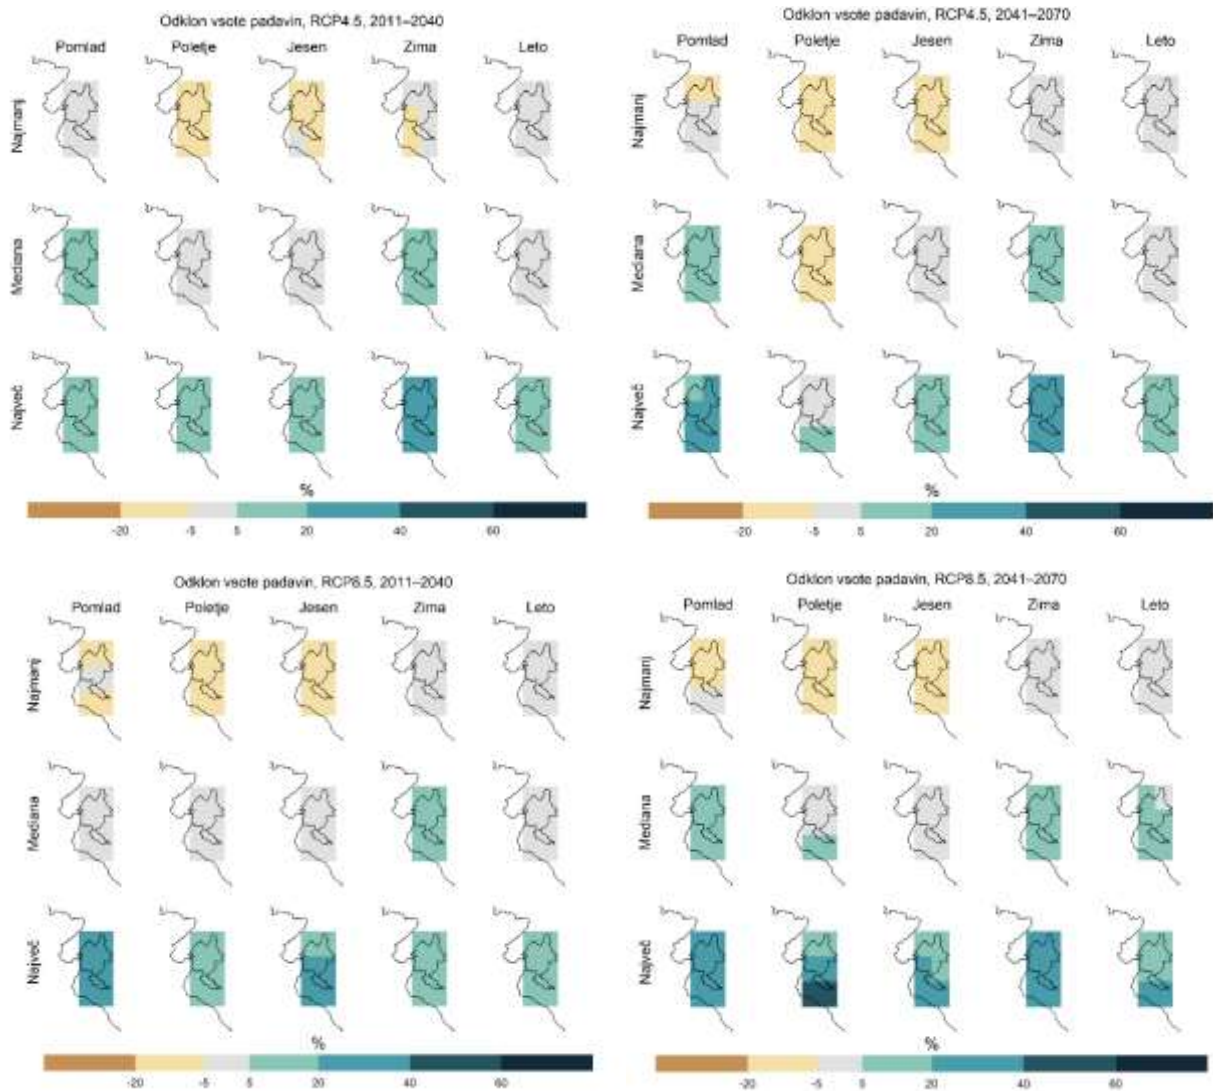 Odklon vsote padavin, RCP4.5, 2011–2040
Pomlad Poletje Jesen Zima Leto
Najmanj
Mediana
Največ
%
-20 -5 5 20 40 60
Odklon vsote padavin, RCP4.5, 2041–2070
Pomlad Poletje Jesen Zima Leto
Najmanj
Mediana
Največ
%
-20 -5 5 20 40 60
Odklon vsote padavin, RCP8.5, 2011–2040
Pomlad Poletje Jesen Zima Leto
Najmanj
Mediana
Največ
%
-20 -5 5 20 40 60
Odklon vsote padavin, RCP8.5, 2041–2070
Pomlad Poletje Jesen Zima Leto
Najmanj
Mediana
Največ
%
-20 -5 5 20 40 60